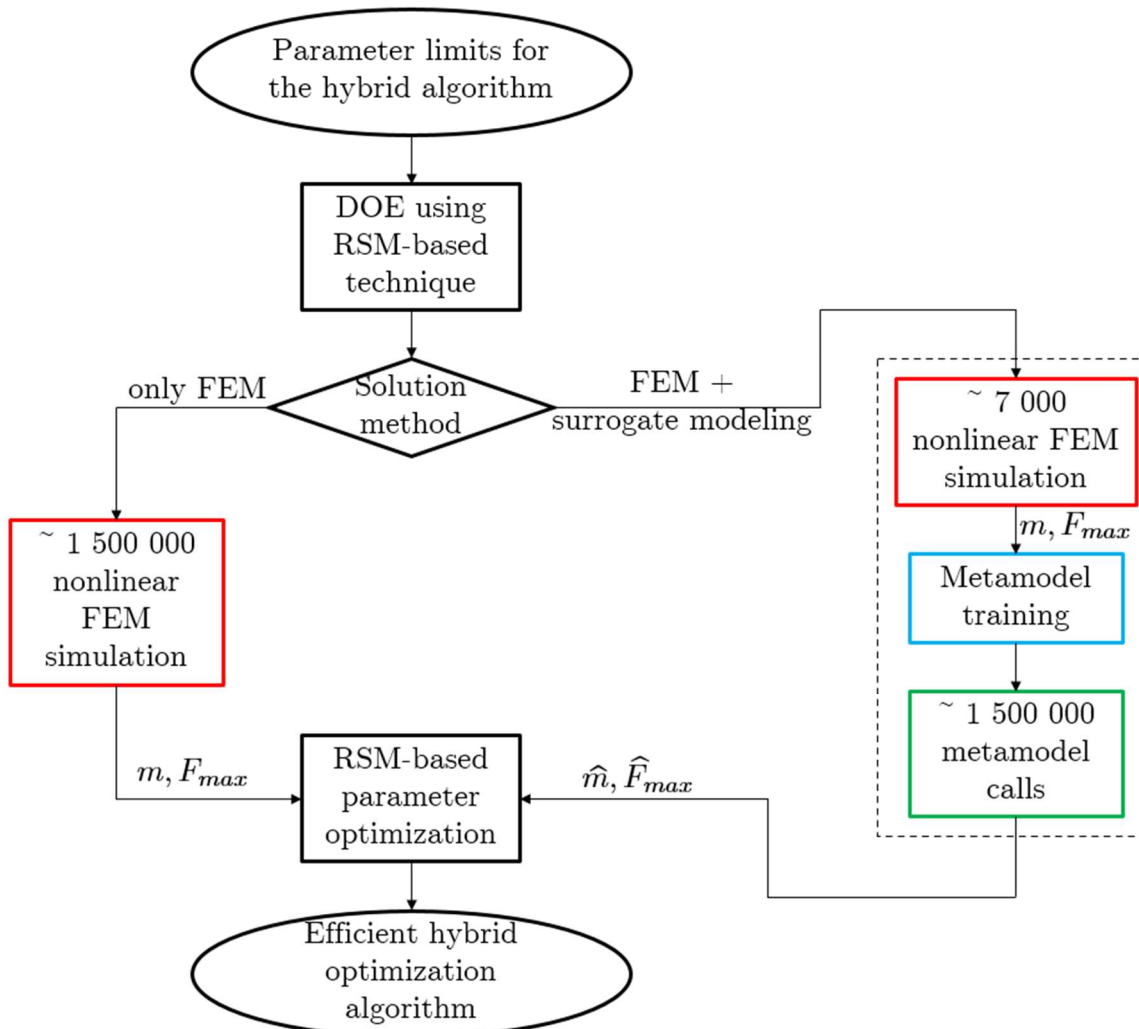 Parameter limits for
the hybrid algorithm
DOE using
RSM-based
technique
Solution
method
only FEM
FEM +
surrogate modeling
~ 7 000
nonlinear FEM
simulation
m, F_max
Metamodel
training
~ 1 500 000
metamodel
calls
~ 1 500 000
nonlinear
FEM
simulation
m, F_max
RSM-based
parameter
optimization
m̂, F̂_max
Efficient hybrid
optimization
algorithm